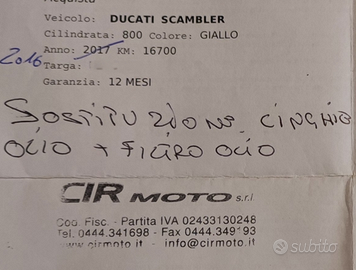 Acquista
Veicolo: DUCATI SCAMBLER
Cilindrata: 800 Colore: GIALLO
2016 Anno: 2017 KM: 16700
Targa:
Garanzia: 12 MESI
SOSTITUZIONE CINGHIE
OLIO + FILTRO OLIO
CIR MOTO s.r.l.
Cod. Fisc. - Partita IVA 02433130248
Tel. 0444.341698 - Fax 0444.349193
www.cirmoto.it - info@cirmoto.it
subito